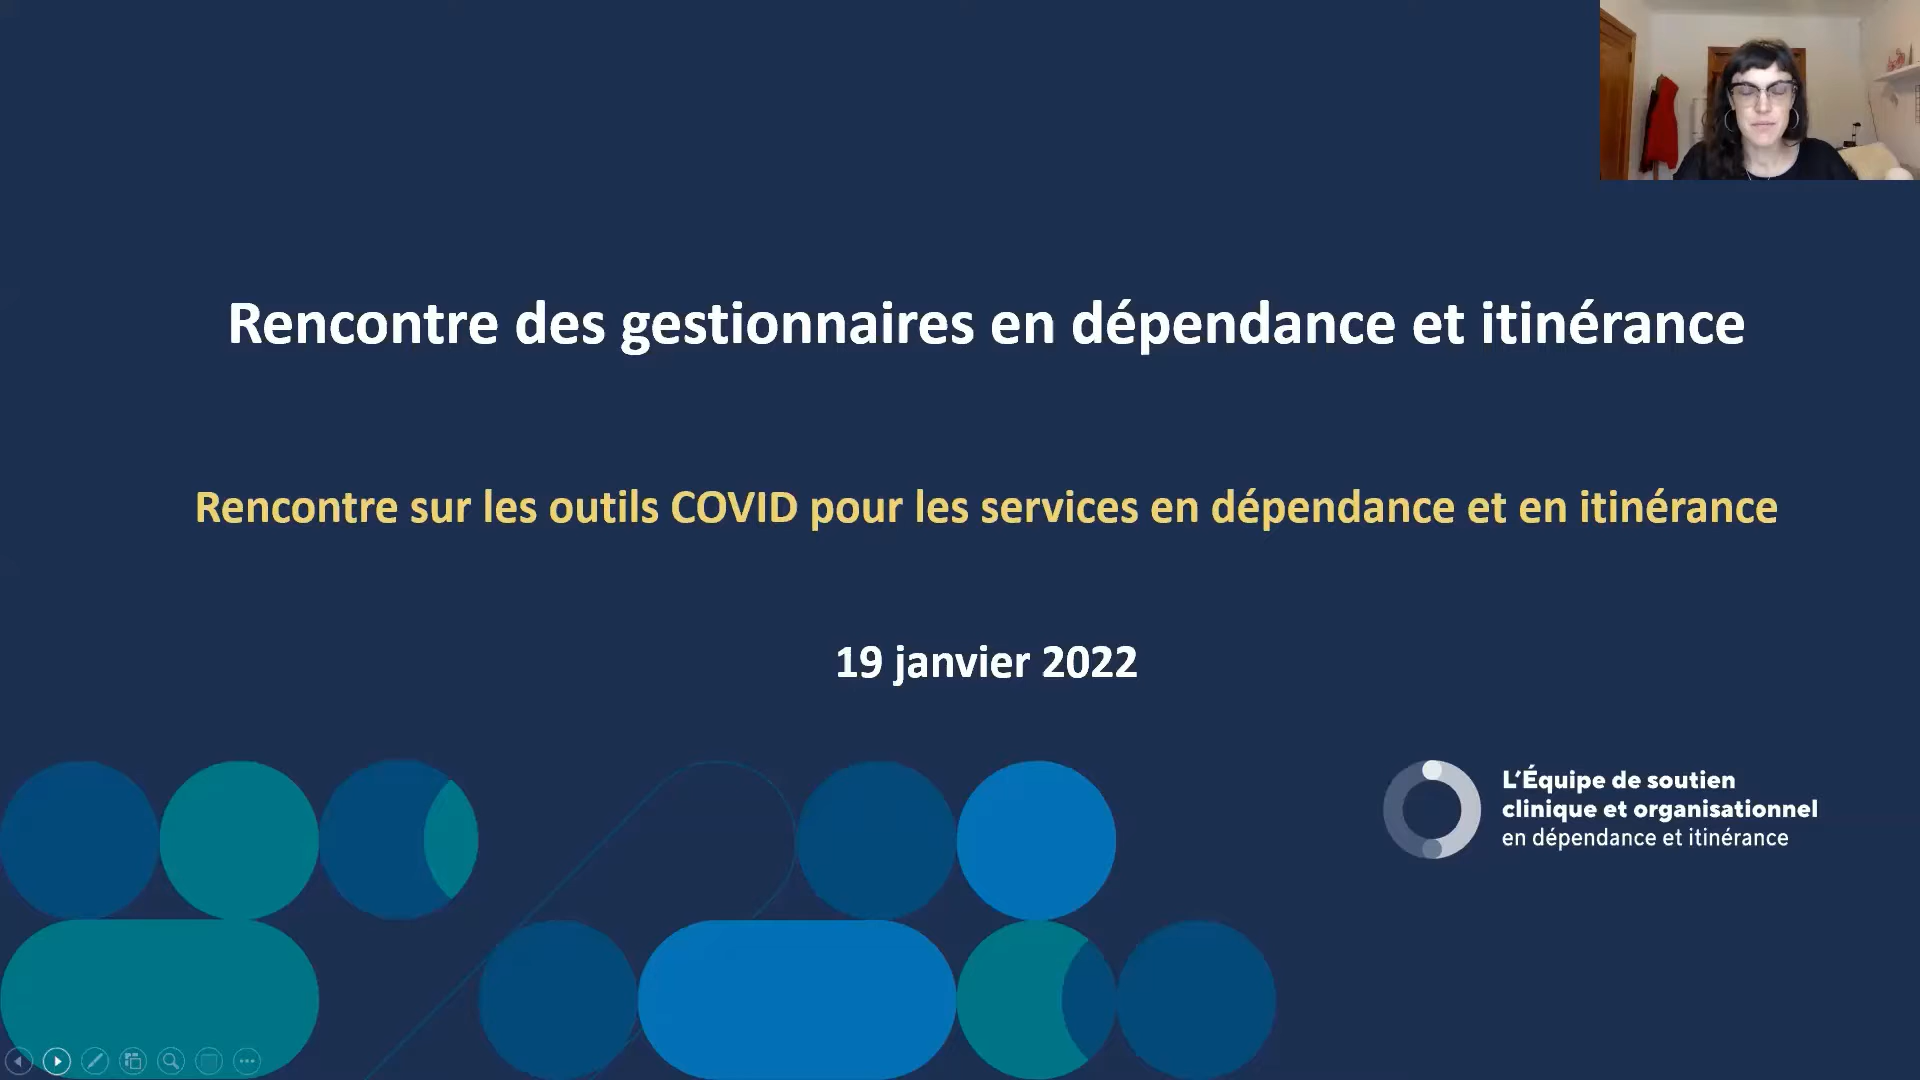 Rencontre des gestionnaires en dépendance et itinérance
Rencontre sur les outils COVID pour les services en dépendance et en itinérance
19 janvier 2022
L'Équipe de soutien
clinique et organisationnel
en dépendance et itinérance